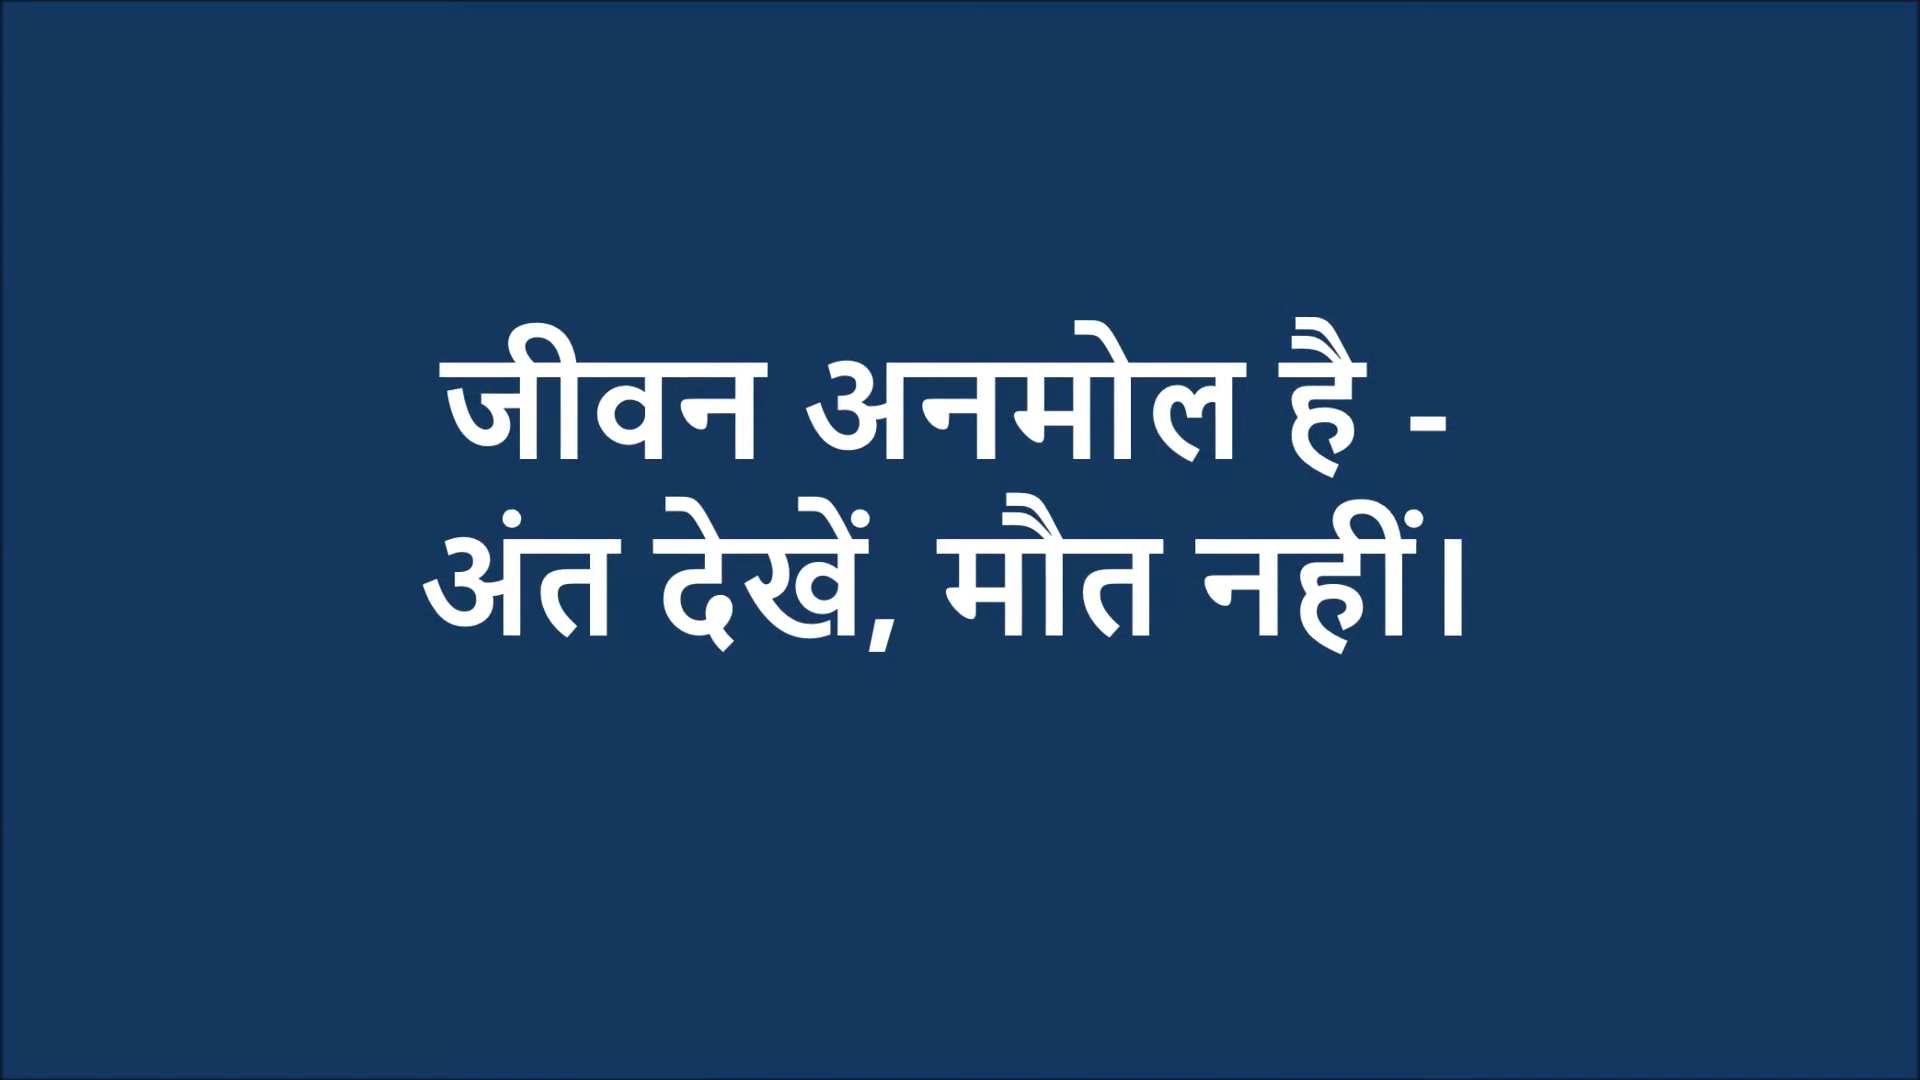 जीवन अनमोल है -
अंत देखें, मौत नहीं।